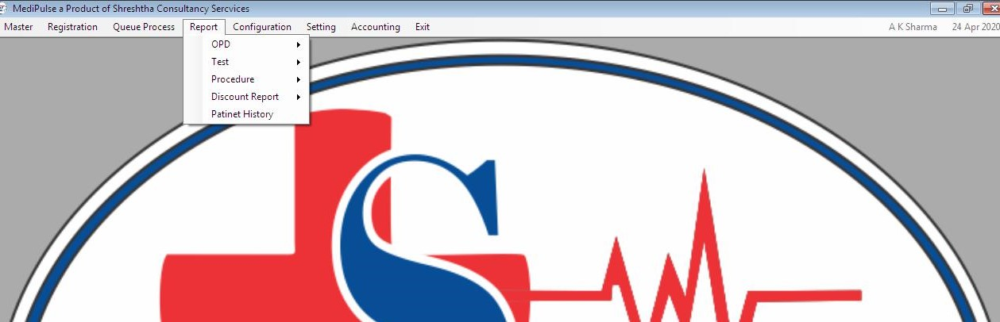 MediPulse a Product of Shreshtha Consultancy Sercvices
Master Registration Queue Process Report Configuration Setting Accounting Exit A K Sharma 24 Apr 2020
OPD
Test
Procedure
Discount Report
Patinet History
S